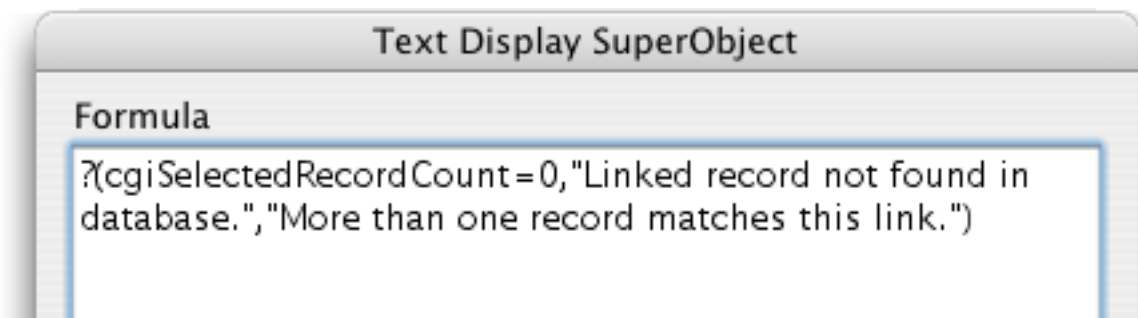 Text Display SuperObject
Formula
?(cgiSelectedRecordCount=0,"Linked record not found in
database.","More than one record matches this link.")